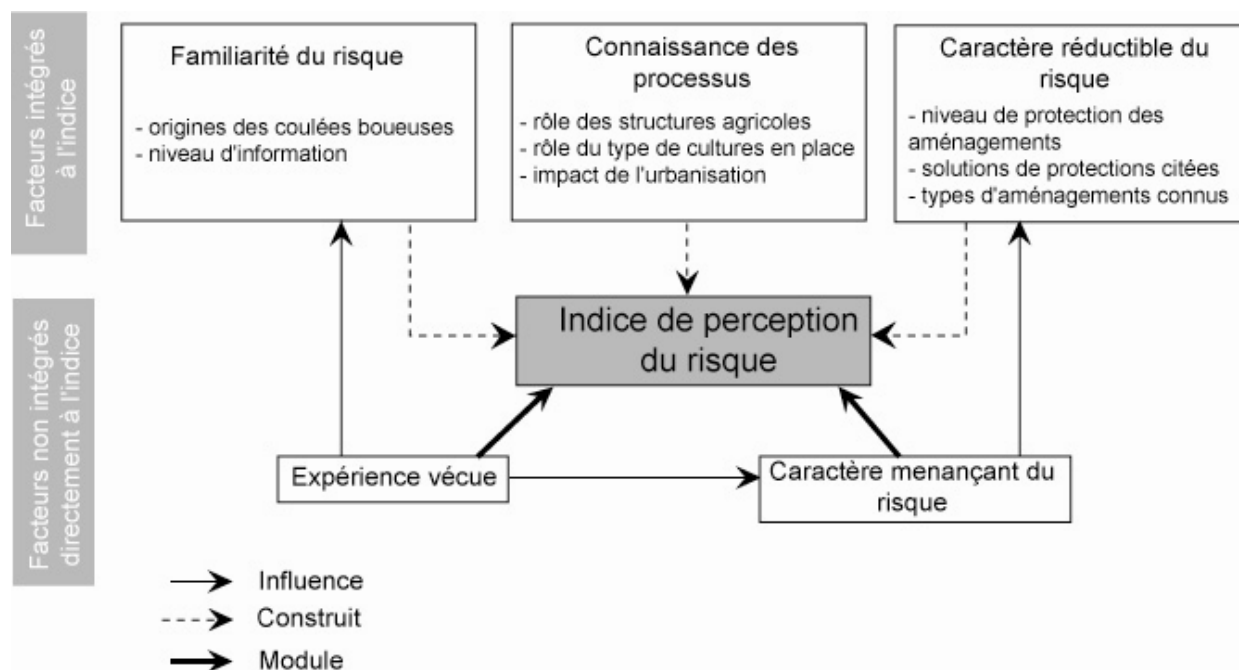 Facteurs intégrés
à l'indice
Familiarité du risque
- origines des coulées boueuses
- niveau d'information
Connaissance des
processus
- rôle des structures agricoles
- rôle du type de cultures en place
- impact de l'urbanisation
Caractère réductible du
risque
- niveau de protection des
aménagements
- solutions de protections citées
- types d'aménagements connus
Facteurs non intégrés
directement à l'indice
Indice de perception
du risque
Expérience vécue
Caractère menançant du
risque
Influence
Construit
Module